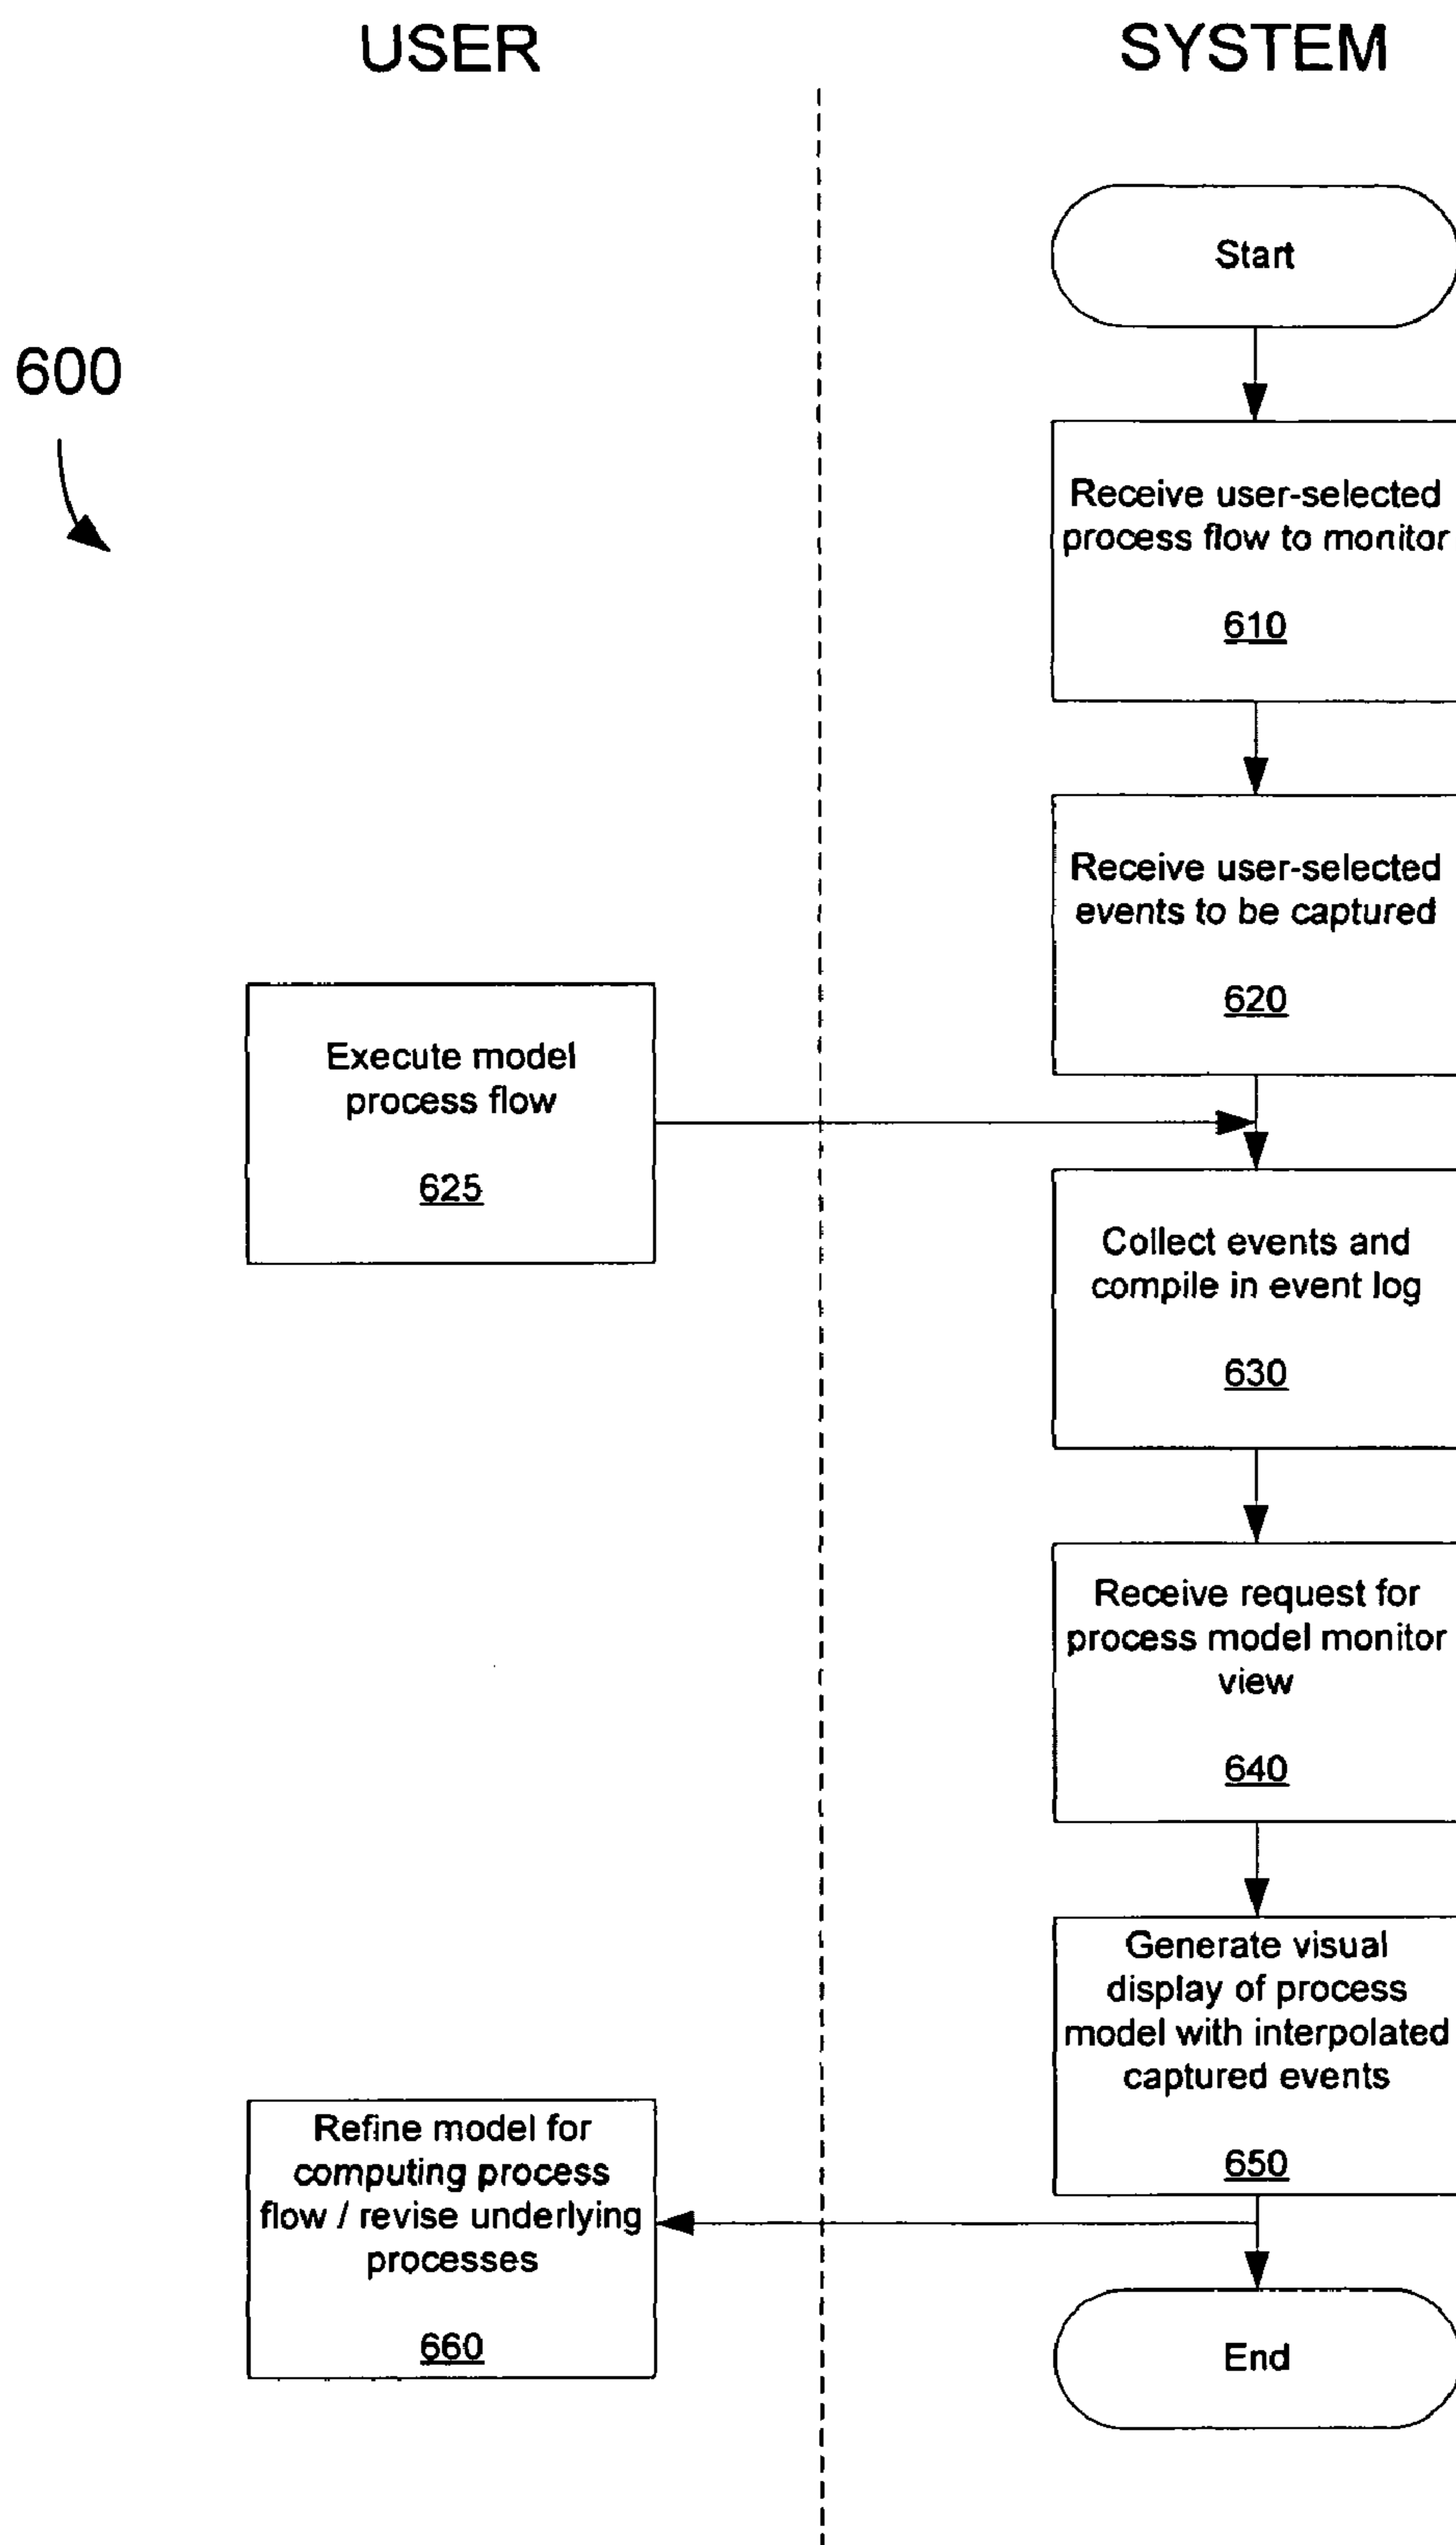 USER
SYSTEM
600
Start
Receive user-selected
process flow to monitor
610
Receive user-selected
events to be captured
620
Execute model
process flow
625
Collect events and
compile in event log
630
Receive request for
process model monitor
view
640
Generate visual
display of process
model with interpolated
captured events
650
Refine model for
computing process
flow / revise underlying
processes
660
End